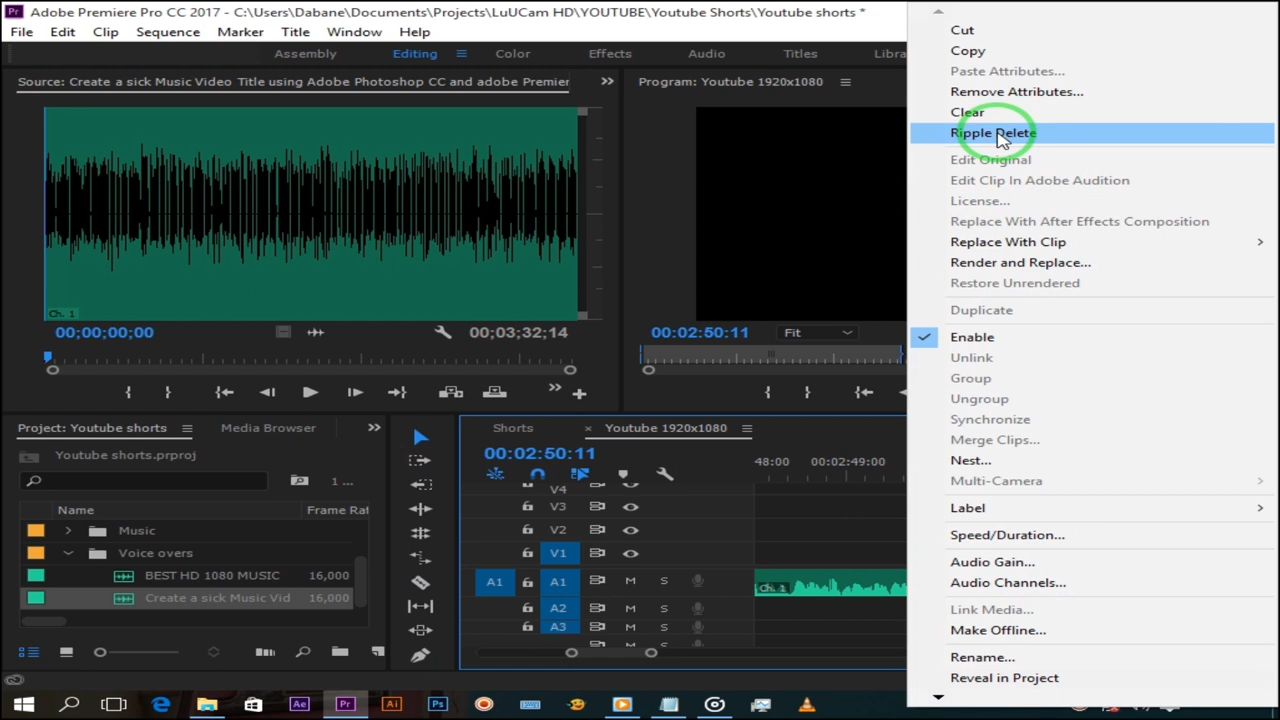 Pr Adobe Premiere Pro CC 2017 - C:\Users\Dabane\Documents\Projects\LuUCam HD\YOUTUBE\Youtube Shorts\Youtube shorts *
File Edit Clip Sequence Marker Title Window Help
Assembly Editing Color Effects Audio Titles Libra
Source: Create a sick Music Video Title using Adobe Photoshop CC and adobe Premier
Program: Youtube 1920x1080
Ch. 1
00;00;00;00
00;03;32;14
00:02:50:11
Fit
Project: Youtube shorts
Media Brows
Youtube shorts.prproj
1 ...
Name Frame Rat
Music
Voice overs
BEST HD 1080 MUSIC 16,000
Create a sick Music Vid 16,000
Shorts × Youtube 1920x1080
00:02:50:11
48:00 00:02:49:00
V4
V3
V2
V1
A1 A1 M S
Ch. 1
A2 M S
A3 M S
Cut
Copy
Paste Attributes...
Remove Attributes...
Clear
Ripple Delete
Edit Original
Edit Clip In Adobe Audition
License...
Replace With After Effects Composition
Replace With Clip
Render and Replace...
Restore Unrendered
Duplicate
Enable
Unlink
Group
Ungroup
Synchronize
Merge Clips...
Nest...
Multi-Camera
Label
Speed/Duration...
Audio Gain...
Audio Channels...
Link Media...
Make Offline...
Rename...
Reveal in Project
Ae Pr Ai Ps